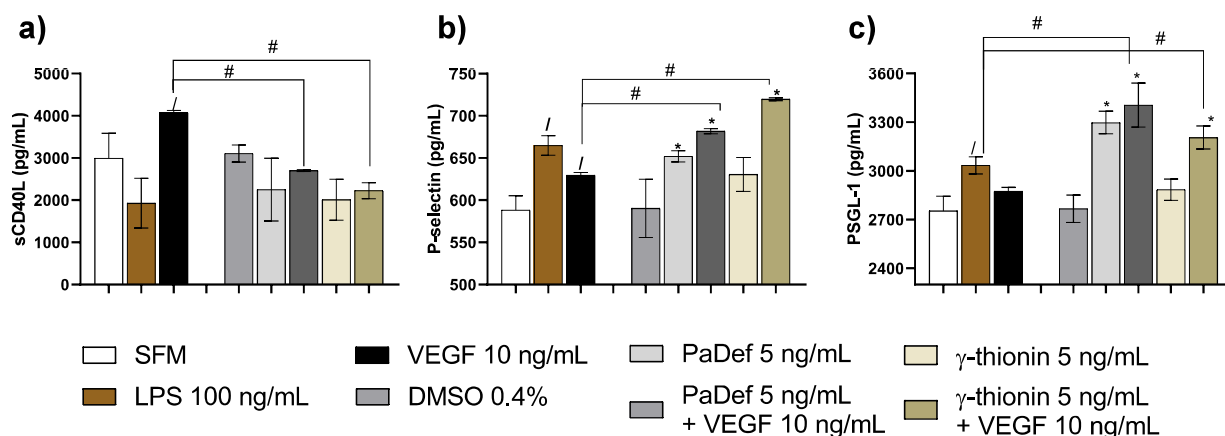 a)
#
#
/
sCD40L (pg/mL)
5000
4000
3000
2000
1000
0
b)
#
#
/
/
*
*
*
P-selectin (pg/mL)
750
700
650
600
550
500
c)
#
#
/
*
*
*
PSGL-1 (pg/mL)
3600
3300
3000
2700
2400
SFM
LPS 100 ng/mL
VEGF 10 ng/mL
DMSO 0.4%
PaDef 5 ng/mL
PaDef 5 ng/mL
+ VEGF 10 ng/mL
γ-thionin 5 ng/mL
γ-thionin 5 ng/mL
+ VEGF 10 ng/mL